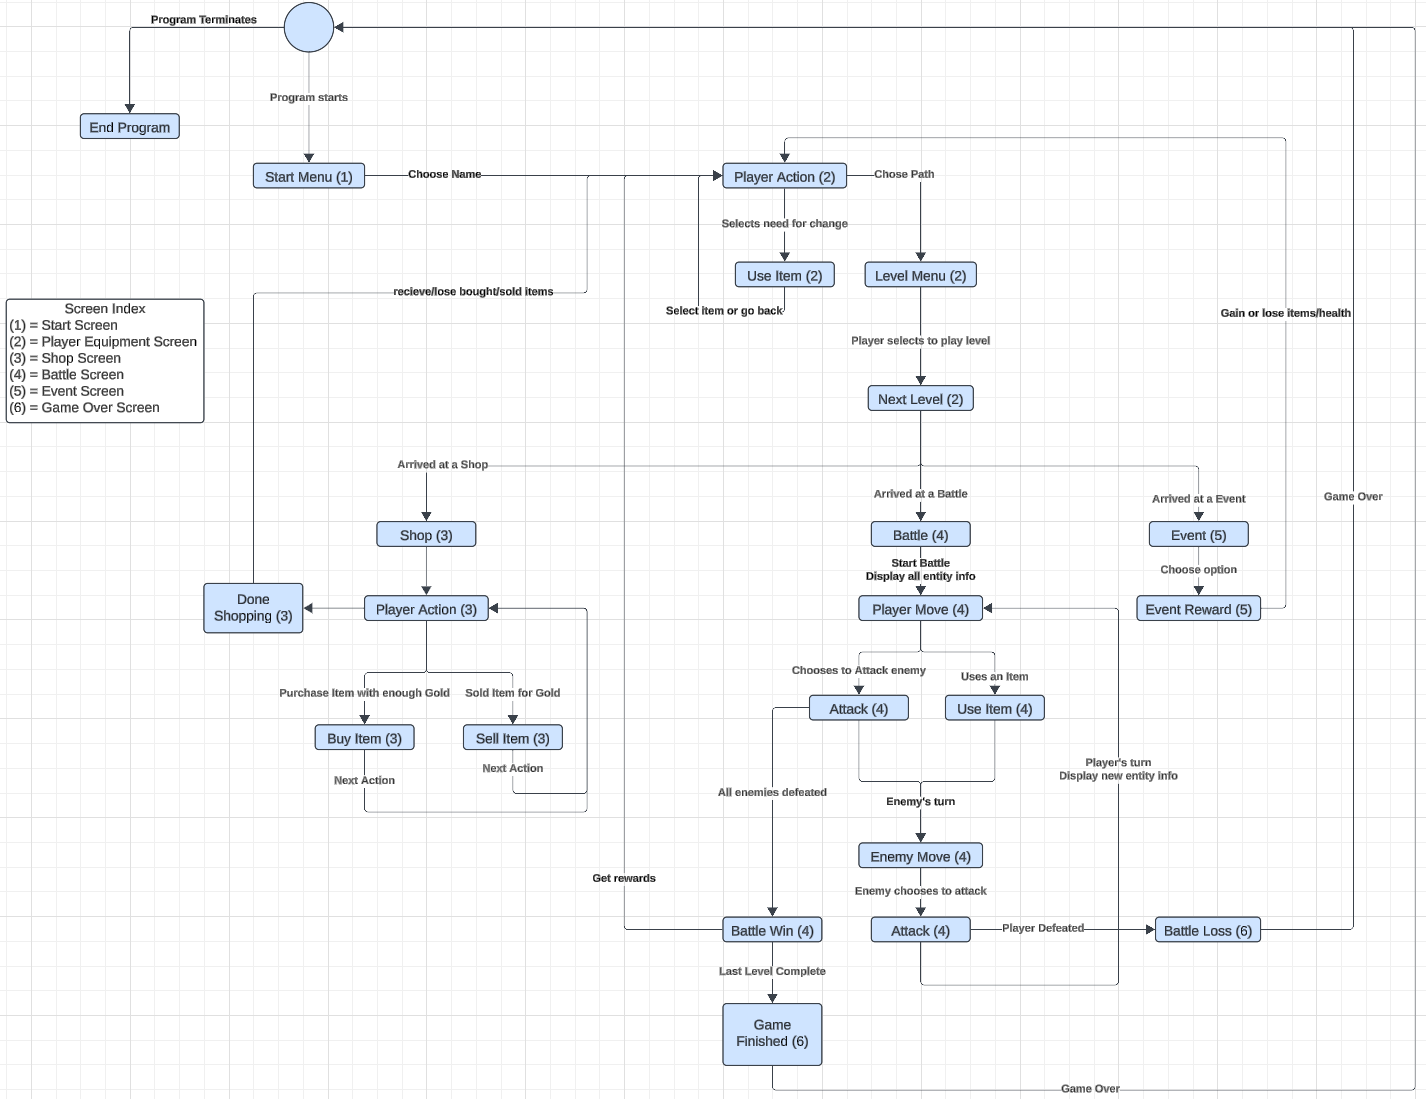 Program Terminates
Program starts
End Program
Start Menu (1)
Choose Name
Player Action (2)
Chose Path
Selects need for change
Use Item (2)
Level Menu (2)
recieve/lose bought/sold items
Select item or go back
Gain or lose items/health
Screen Index
(1) = Start Screen
(2) = Player Equipment Screen
(3) = Shop Screen
(4) = Battle Screen
(5) = Event Screen
(6) = Game Over Screen
Player selects to play level
Next Level (2)
Arrived at a Shop
Arrived at a Battle
Arrived at a Event
Game Over
Shop (3)
Battle (4)
Event (5)
Start Battle
Display all entity info
Choose option
Done
Shopping (3)
Player Action (3)
Player Move (4)
Event Reward (5)
Chooses to Attack enemy
Uses an Item
Purchase Item with enough Gold
Sold Item for Gold
Attack (4)
Use Item (4)
Buy Item (3)
Sell Item (3)
Next Action
Next Action
Player's turn
Display new entity info
All enemies defeated
Enemy's turn
Enemy Move (4)
Get rewards
Enemy chooses to attack
Battle Win (4)
Attack (4)
Player Defeated
Battle Loss (6)
Last Level Complete
Game
Finished (6)
Game Over